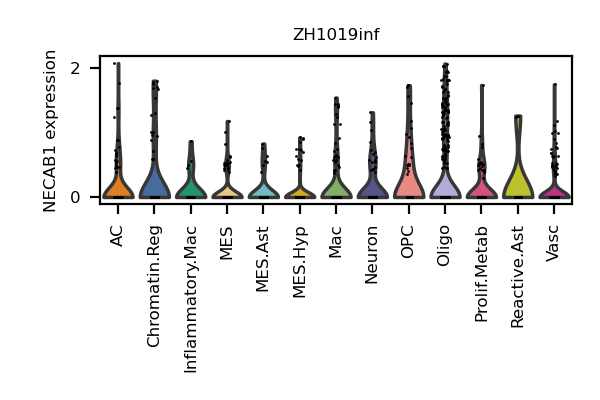 ZH1019inf
NECAB1 expression
2
0
AC
Chromatin.Reg
Inflammatory.Mac
MES
MES.Ast
MES.Hyp
Mac
Neuron
OPC
Oligo
Prolif.Metab
Reactive.Ast
Vasc